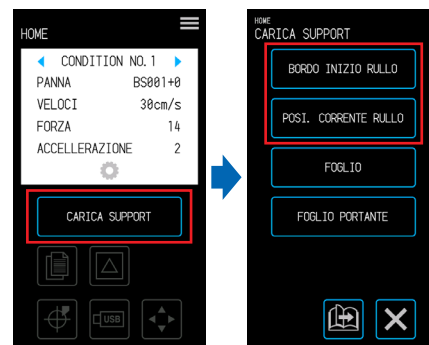 HOME
CONDITION NO.1
PANNA BS001+0
VELOCI 30cm/s
FORZA 14
ACCELLERAZIONE 2
CARICA SUPPORT
USB
HOME
CARICA SUPPORT
BORDO INIZIO RULLO
POSI. CORRENTE RULLO
FOGLIO
FOGLIO PORTANTE